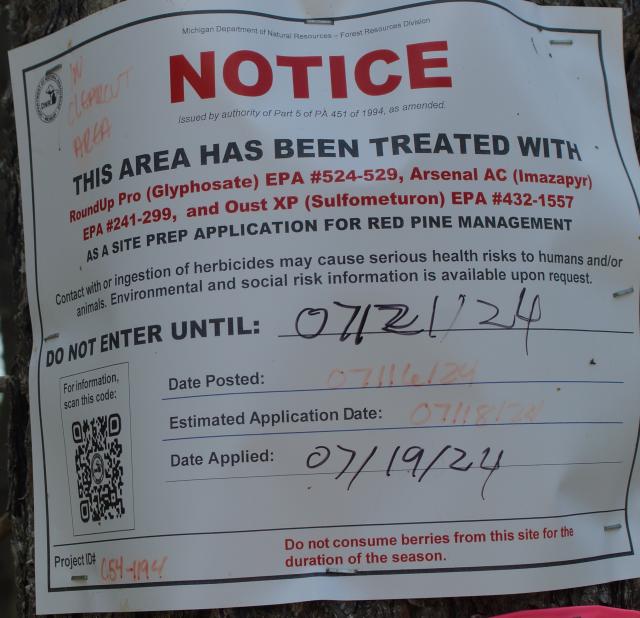 Michigan Department of Natural Resources – Forest Resources Division
NOTICE
Issued by authority of Part 5 of PA 451 of 1994, as amended.
IN
CLEARCUT
AREA
THIS AREA HAS BEEN TREATED WITH
RoundUp Pro (Glyphosate) EPA #524-529, Arsenal AC (Imazapyr)
EPA #241-299, and Oust XP (Sulfometuron) EPA #432-1557
AS A SITE PREP APPLICATION FOR RED PINE MANAGEMENT
Contact with or ingestion of herbicides may cause serious health risks to humans and/or
animals. Environmental and social risk information is available upon request.
DO NOT ENTER UNTIL: 07/21/24
For information,
scan this code:
Date Posted: 07/16/24
Estimated Application Date: 07/18/24
Date Applied: 07/19/24
Project ID#
Do not consume berries from this site for the
duration of the season.